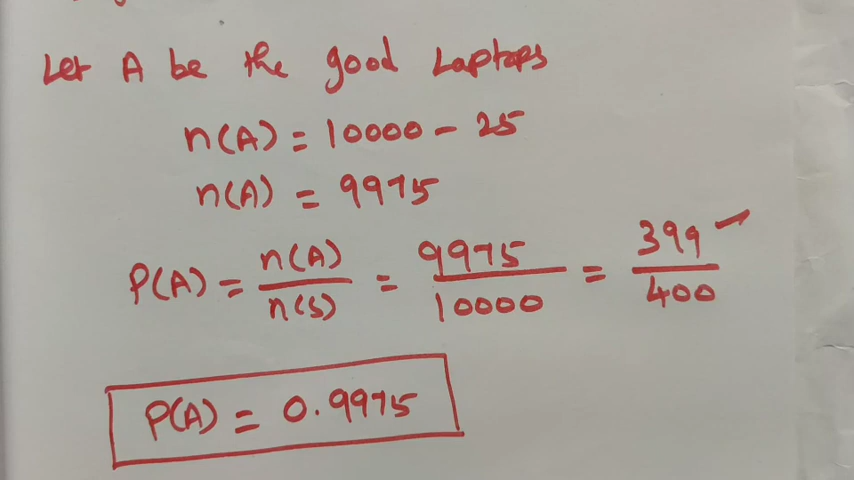 Let A be the good Laptops
n(A) = 10000 - 25
n(A) = 9975
P(A) = n(A)/n(S) = 9975/10000 = 399/400
P(A) = 0.9975